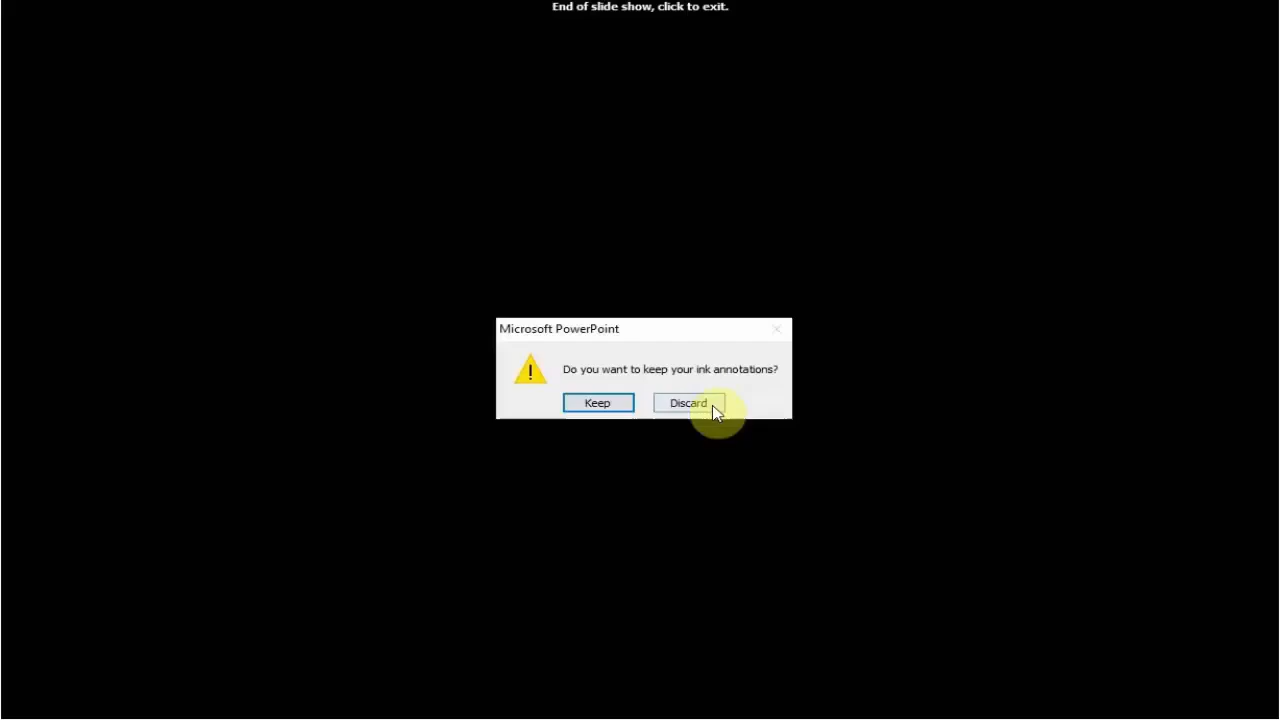 End of slide show, click to exit.
Microsoft PowerPoint
Do you want to keep your ink annotations?
Keep
Discard